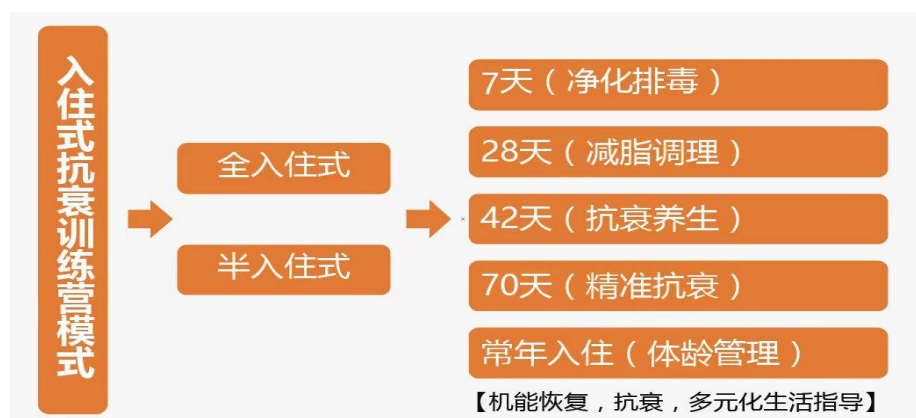 入住式抗衰训练营模式
全入住式
半入住式
7天（净化排毒）
28天（减脂调理）
42天（抗衰养生）
70天（精准抗衰）
常年入住（体龄管理）
【机能恢复，抗衰，多元化生活指导】